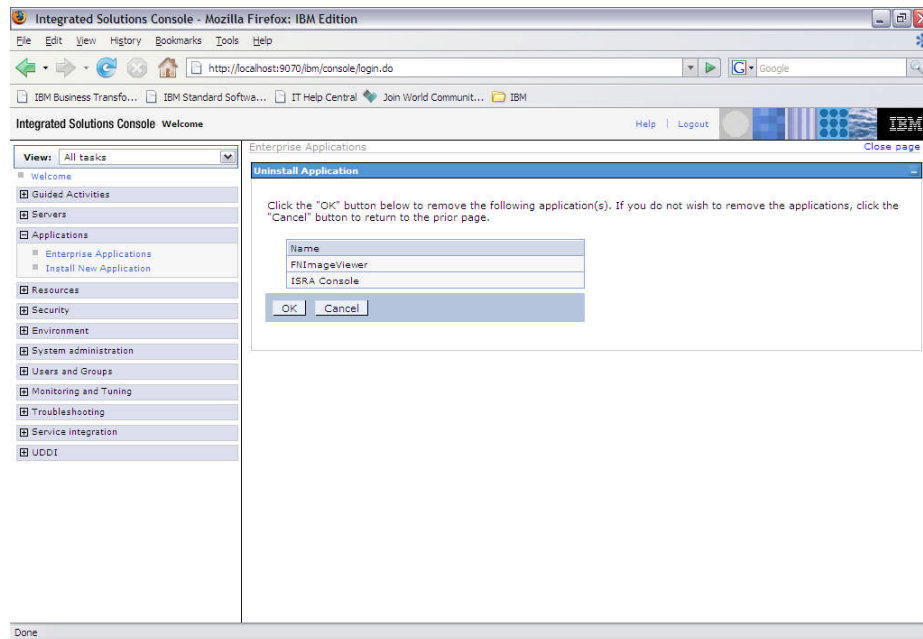 Integrated Solutions Console - Mozilla Firefox: IBM Edition
File Edit View History Bookmarks Tools Help
http://localhost:9070/ibm/console/login.do
G Google
IBM Business Transfo... IBM Standard Softwa... IT Help Central Join World Communit... IBM
Integrated Solutions Console Welcome
Help | Logout
IBM
View: All tasks
Welcome
Guided Activities
Servers
Applications
Enterprise Applications
Install New Application
Resources
Security
Environment
System administration
Users and Groups
Monitoring and Tuning
Troubleshooting
Service integration
UDDI
Enterprise Applications
Close page
Uninstall Application
Click the "OK" button below to remove the following application(s). If you do not wish to remove the applications, click the
"Cancel" button to return to the prior page.
Name
FNImageViewer
ISRA Console
OK Cancel
Done